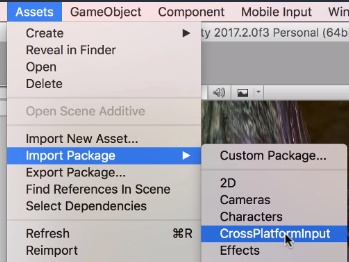 Assets GameObject Component Mobile Input
Create
ty 2017.2.0f3 Personal (64b
Reveal in Finder
Open
Delete
Open Scene Additive
Import New Asset...
Import Package
Custom Package...
Export Package...
Find References In Scene
2D
Select Dependencies
Cameras
Characters
Refresh ⌘R
CrossPlatformInput
Reimport
Effects